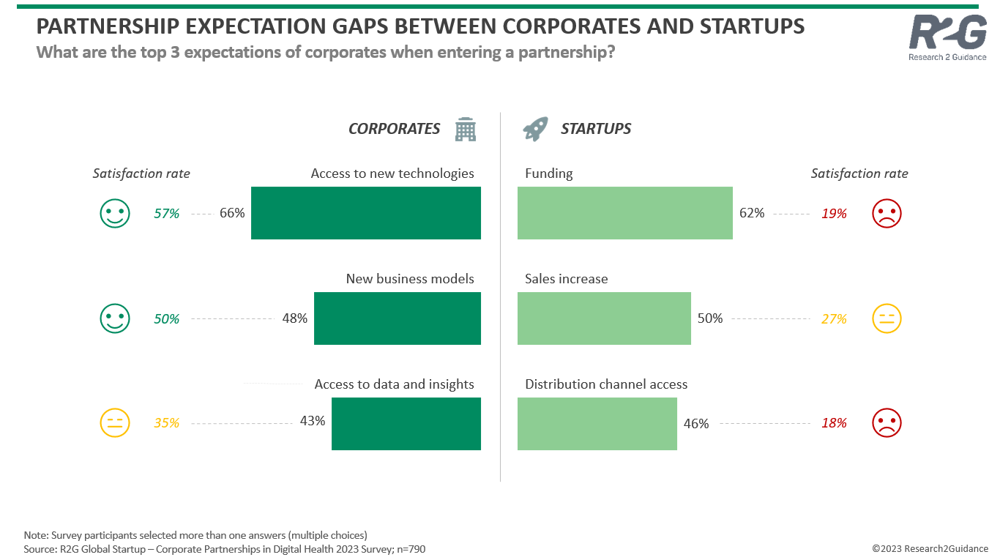 PARTNERSHIP EXPECTATION GAPS BETWEEN CORPORATES AND STARTUPS
What are the top 3 expectations of corporates when entering a partnership?
R2G
Research 2 Guidance
CORPORATES
STARTUPS
Satisfaction rate
Access to new technologies
Funding
Satisfaction rate
57%
66%
62%
19%
New business models
Sales increase
50%
48%
50%
27%
Access to data and insights
Distribution channel access
35%
43%
46%
18%
Note: Survey participants selected more than one answers (multiple choices)
Source: R2G Global Startup – Corporate Partnerships in Digital Health 2023 Survey; n=790
©2023 Research2Guidance